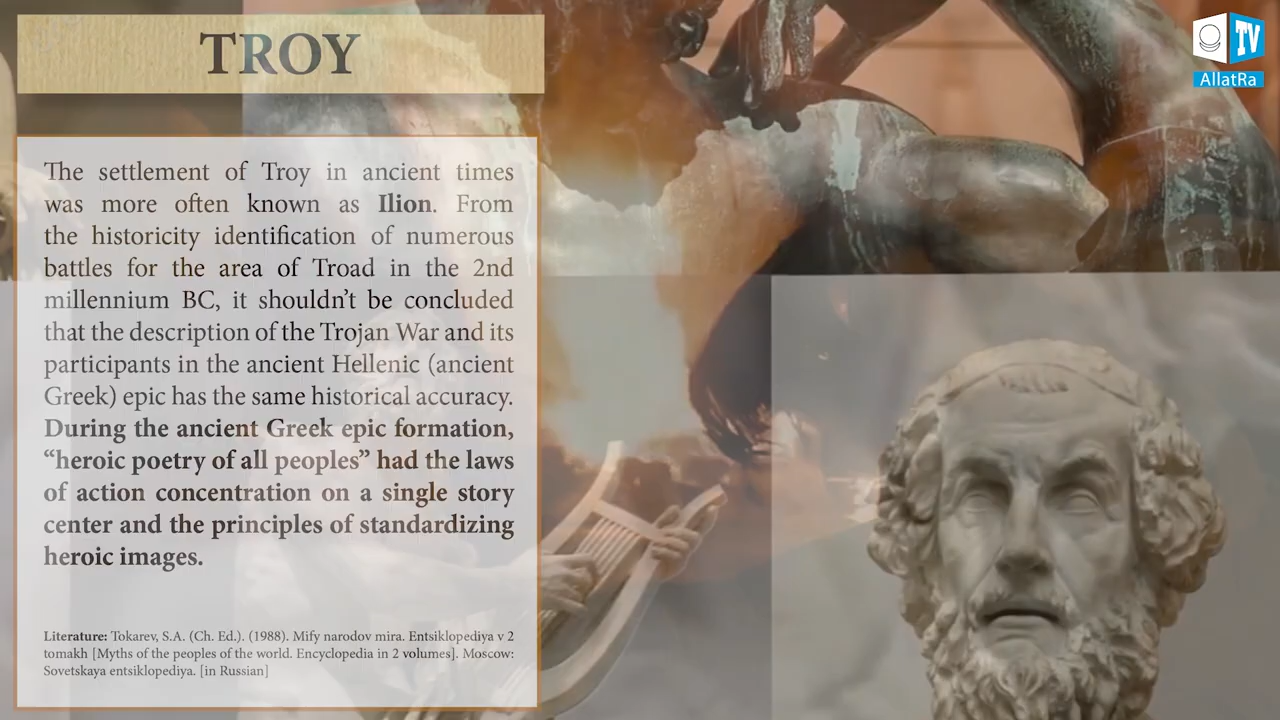 TROY
TV
AllatRa
The settlement of Troy in ancient times
was more often known as Ilion. From
the historicity identification of numerous
battles for the area of Troad in the 2nd
millennium BC, it shouldn’t be concluded
that the description of the Trojan War and its
participants in the ancient Hellenic (ancient
Greek) epic has the same historical accuracy.
During the ancient Greek epic formation,
“heroic poetry of all peoples” had the laws
of action concentration on a single story
center and the principles of standardizing
heroic images.
Literature: Tokarev, S.A. (Ch. Ed.). (1988). Mify narodov mira. Entsiklopediya v 2
tomakh [Myths of the peoples of the world. Encyclopedia in 2 volumes]. Moscow:
Sovetskaya entsiklopediya. [in Russian]